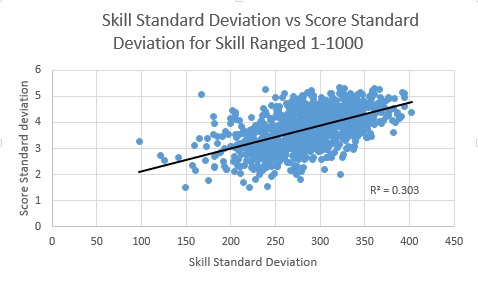 Skill Standard Deviation vs Score Standard
Deviation for Skill Ranged 1-1000
Score Standard deviation
6
5
4
3
2
1
0
R² = 0.303
0 50 100 150 200 250 300 350 400 450
Skill Standard Deviation